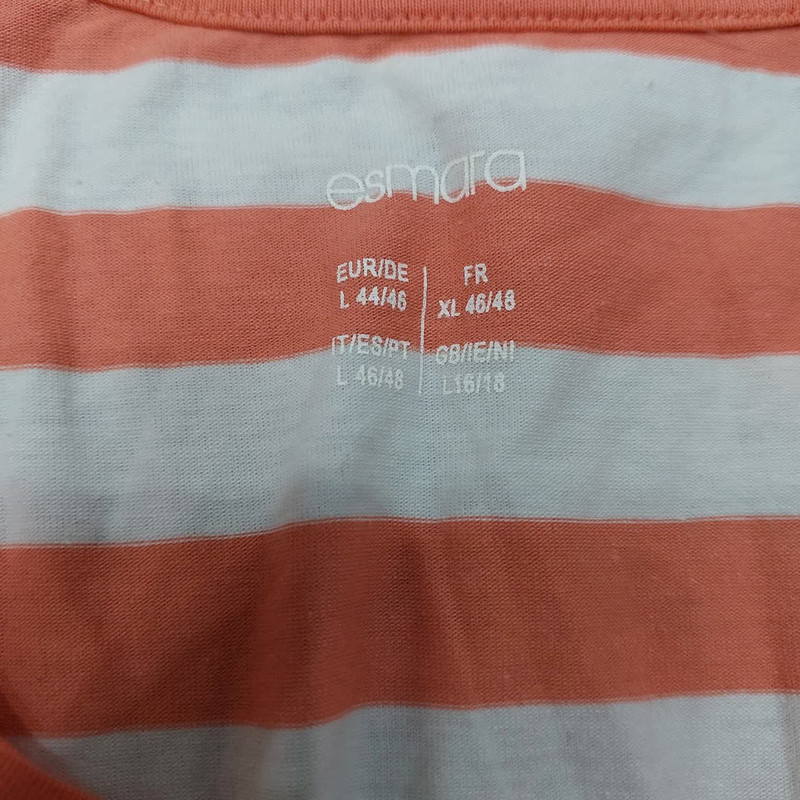 esmara
EUR/DE
L 44/46
FR
XL 46/48
IT/ES/PT
L 46/48
GB/IE/NI
L16/18